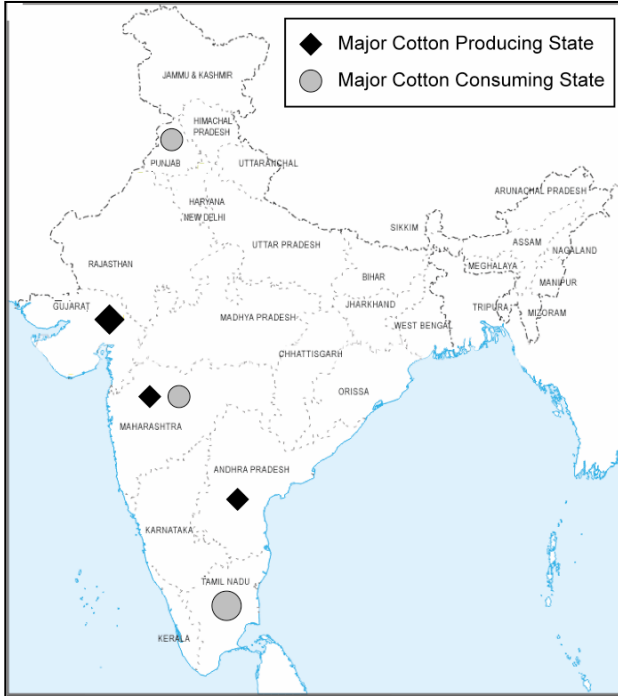 Major Cotton Producing State
Major Cotton Consuming State
JAMMU & KASHMIR
HIMACHAL
PRADESH
PUNJAB
UTTARANCHAL
HARYANA
NEW DELHI
ARUNACHAL PRADESH
SIKKIM
ASSAM
NAGALAND
UTTAR PRADESH
RAJASTHAN
MEGHALAYA
BIHAR
MANIPUR
GUJARAT
JHARKHAND
TRIPURA
MIZORAM
MADHYA PRADESH
WEST BENGAL
CHHATTISGARH
ORISSA
MAHARASHTRA
ANDHRA PRADESH
KARNATAKA
TAMIL NADU
KERALA